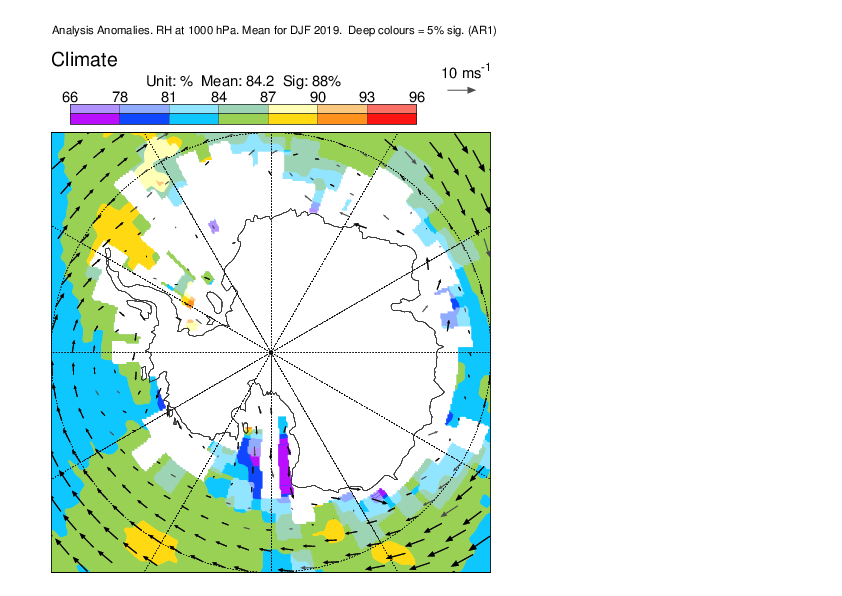 Analysis Anomalies. RH at 1000 hPa. Mean for DJF 2019.  Deep colours = 5% sig. (AR1)
Climate
10 ms-1
Unit: %  Mean: 84.2  Sig: 88%
66 78 81 84 87 90 93 96